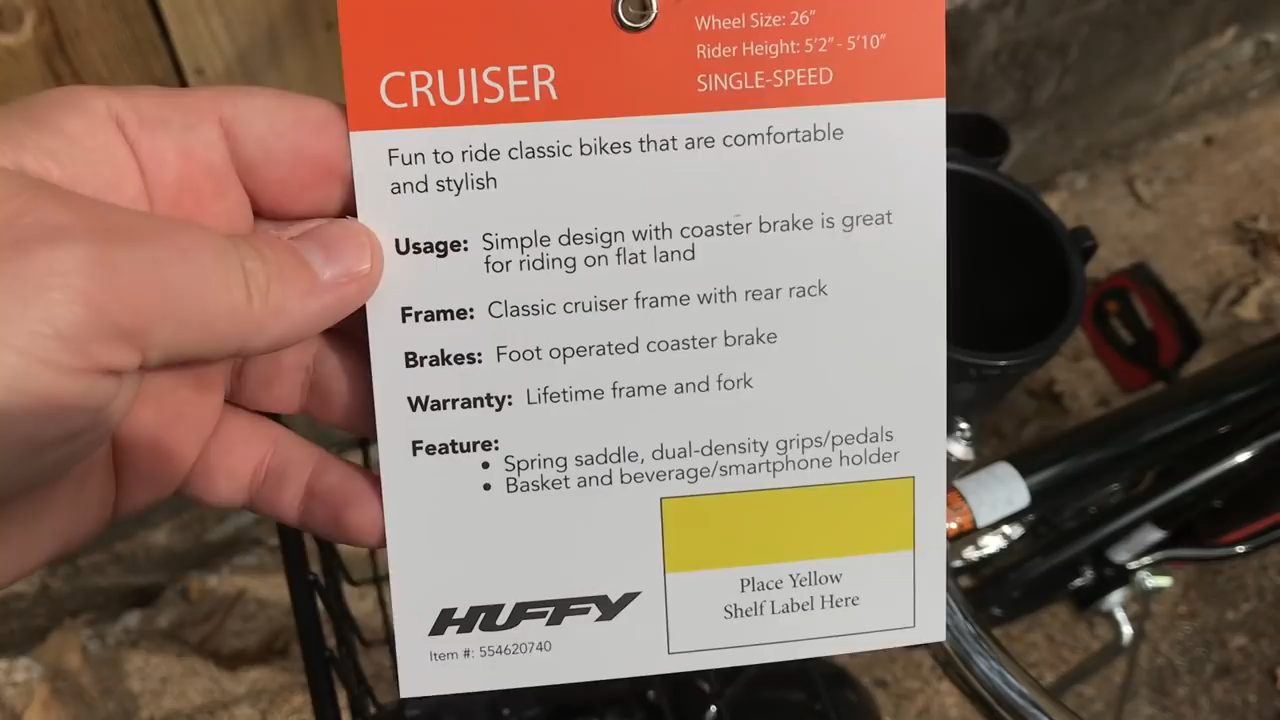 CRUISER
Wheel Size: 26"
Rider Height: 5'2" - 5'10"
SINGLE-SPEED
Fun to ride classic bikes that are comfortable
and stylish
Usage: Simple design with coaster brake is great
for riding on flat land
Frame: Classic cruiser frame with rear rack
Brakes: Foot operated coaster brake
Warranty: Lifetime frame and fork
Feature:
• Spring saddle, dual-density grips/pedals
• Basket and beverage/smartphone holder
Place Yellow
Shelf Label Here
HUFFY
Item #: 554620740